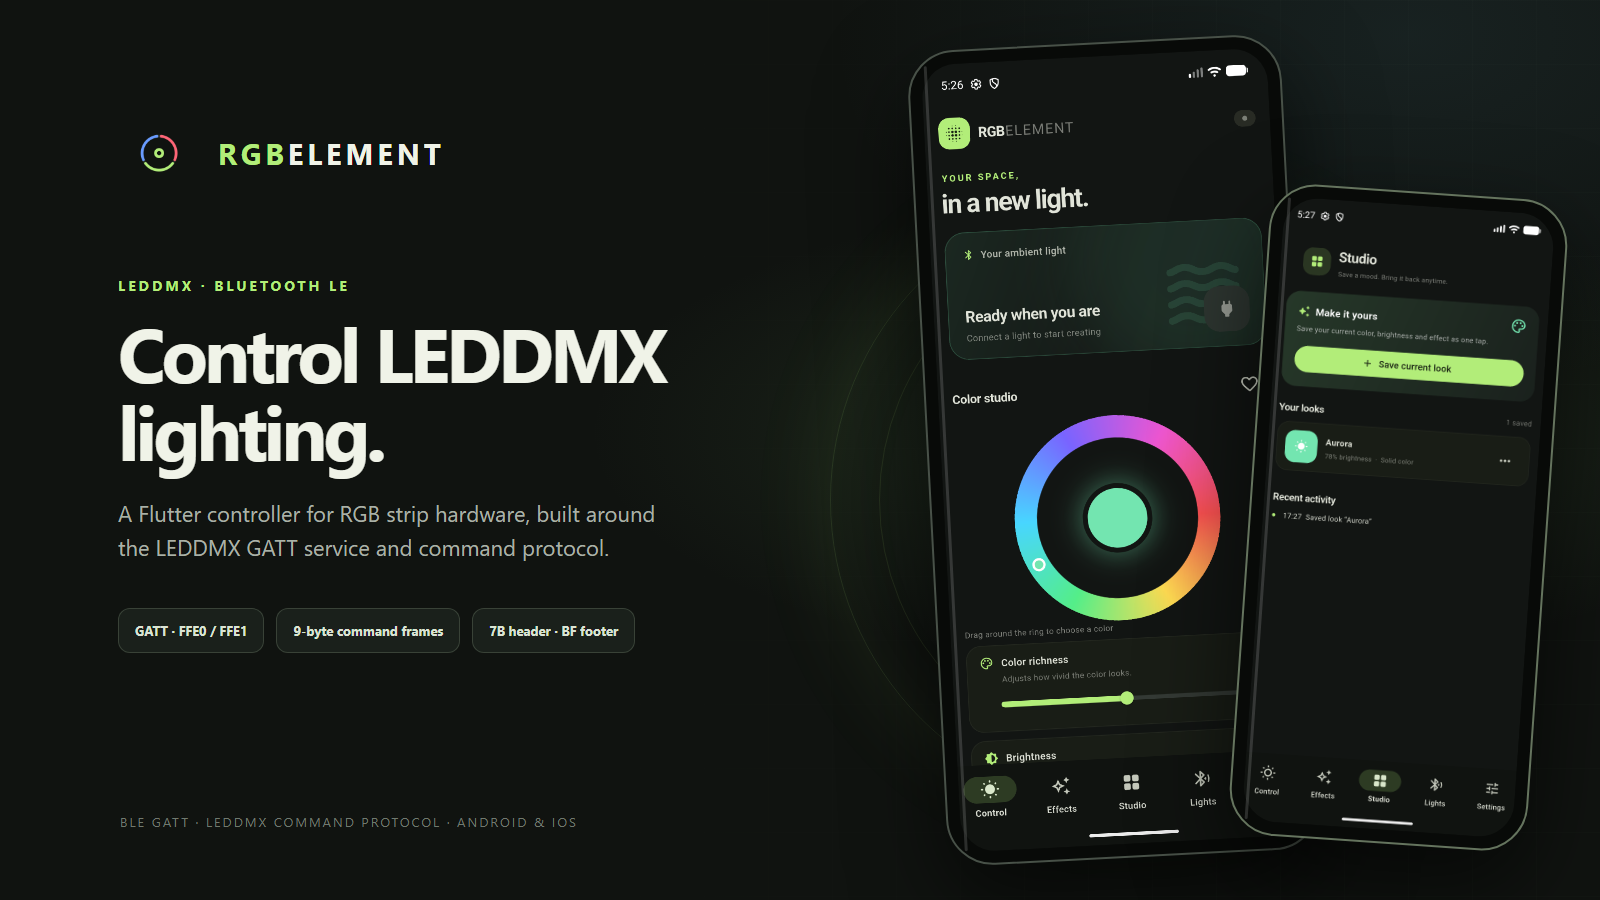 RGBELEMENT
LEDDMX · BLUETOOTH LE
Control LEDDMX
lighting.
A Flutter controller for RGB strip hardware, built around
the LEDDMX GATT service and command protocol.
GATT · FFE0 / FFE1
9-byte command frames
7B header · BF footer
BLE GATT · LEDDMX COMMAND PROTOCOL · ANDROID & IOS
5:26
RGBELEMENT
YOUR SPACE,
in a new light.
Your ambient light
Ready when you are
Connect a light to start creating
Color studio
Drag around the ring to choose a color
Color richness
Adjusts how vivid the color looks.
Brightness
Control
Effects
Studio
Lights
5:27
Studio
Save a mood. Bring it back anytime.
Make it yours
Save your current color, brightness and effect as one tap.
+ Save current look
Your looks
1 saved
Aurora
78% brightness · Solid color
Recent activity
17:27 Saved look "Aurora"
Control
Effects
Studio
Lights
Settings